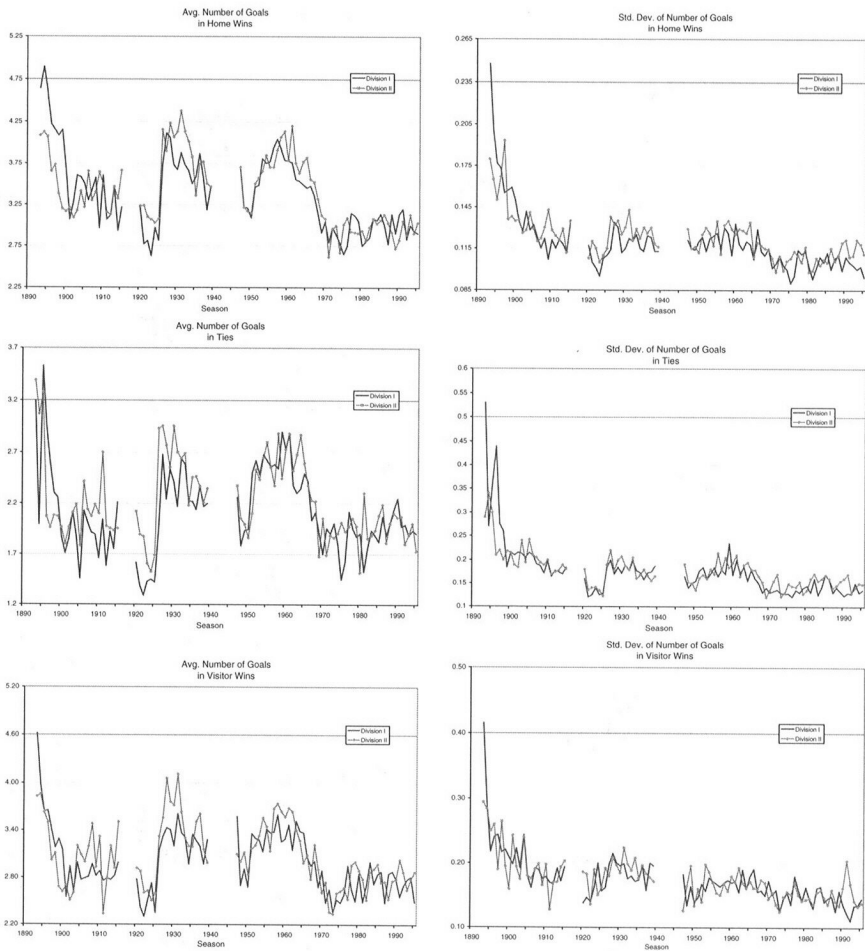 Avg. Number of Goals
in Home Wins
5.25
4.75
4.25
3.75
3.25
2.75
2.25
1890 1900 1910 1920 1930 1940 1950 1960 1970 1980 1990
Season
Division I
Division II
Std. Dev. of Number of Goals
in Home Wins
0.265
0.235
0.205
0.175
0.145
0.115
0.085
1890 1900 1910 1920 1930 1940 1950 1960 1970 1980 1990
Season
Division I
Division II
Avg. Number of Goals
in Ties
3.7
3.2
2.7
2.2
1.7
1.2
1890 1900 1910 1920 1930 1940 1950 1960 1970 1980 1990
Season
Division I
Division II
Std. Dev. of Number of Goals
in Ties
0.6
0.5
0.45
0.4
0.35
0.3
0.25
0.2
0.15
0.1
1890 1900 1910 1920 1930 1940 1950 1960 1970 1980 1990
Season
Division I
Division II
Avg. Number of Goals
in Visitor Wins
5.20
4.60
4.00
3.40
2.80
2.20
1890 1900 1910 1920 1930 1940 1950 1960 1970 1980 1990
Season
Division I
Division II
Std. Dev. of Number of Goals
in Visitor Wins
0.50
0.40
0.30
0.20
0.10
1890 1900 1910 1920 1930 1940 1950 1960 1970 1980 1990
Season
Division I
Division II